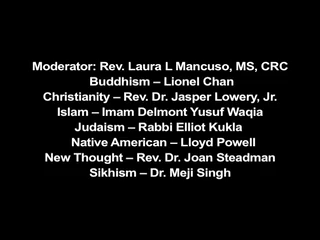 Moderator: Rev. Laura L Mancuso, MS, CRC
Buddhism – Lionel Chan
Christianity – Rev. Dr. Jasper Lowery, Jr.
Islam – Imam Delmont Yusuf Waqia
Judaism – Rabbi Elliot Kukla
Native American – Lloyd Powell
New Thought – Rev. Dr. Joan Steadman
Sikhism – Dr. Meji Singh